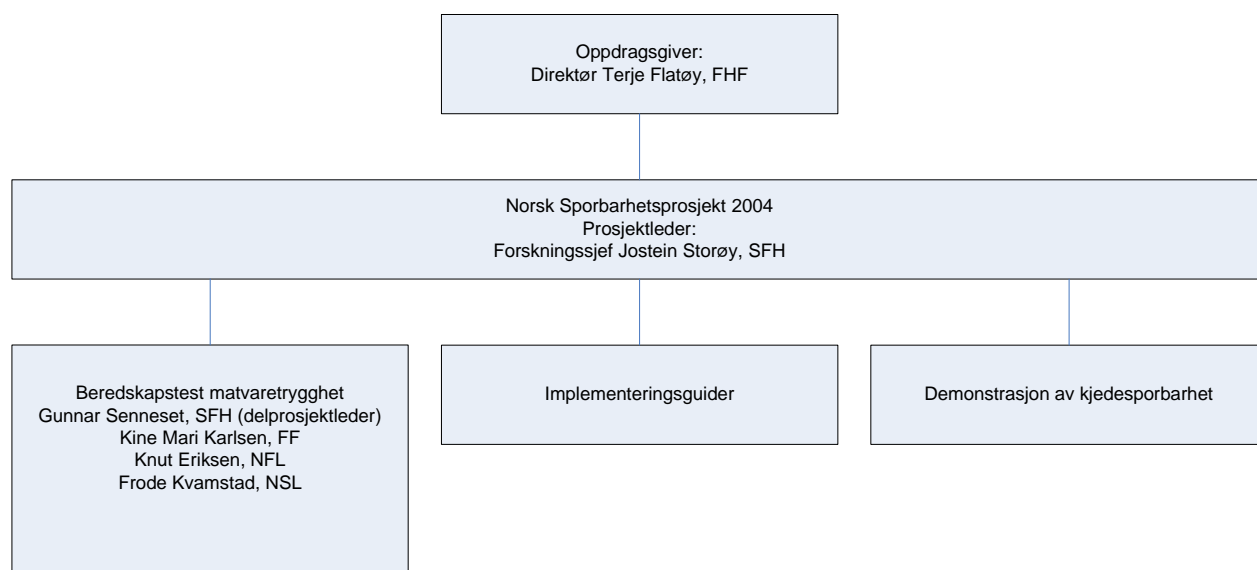 Oppdragsgiver:
Direktør Terje Flatøy, FHF
Norsk Sporbarhetsprosjekt 2004
Prosjektleder:
Forskningssjef Jostein Storøy, SFH
Beredskapstest matvaretrygghet
Gunnar Senneset, SFH (delprosjektleder)
Kine Mari Karlsen, FF
Knut Eriksen, NFL
Frode Kvamstad, NSL
Implementeringsguider
Demonstrasjon av kjedesporbarhet